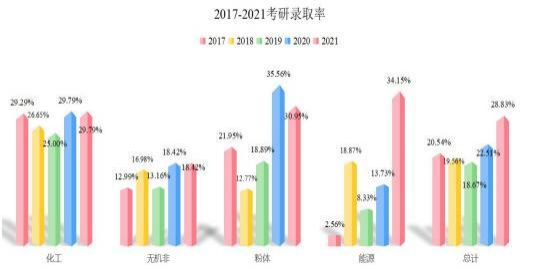 2017-2021考研录取率
2017 2018 2019 2020 2021
29.29% 26.65% 25.00% 29.79% 29.79%
12.99% 16.98% 13.16% 18.42% 18.42%
21.95% 12.77% 18.89% 35.56% 30.95%
2.56% 18.87% 8.33% 13.73% 34.15%
20.54% 19.56% 18.67% 22.51% 28.83%
化工 无机非 粉体 能源 总计